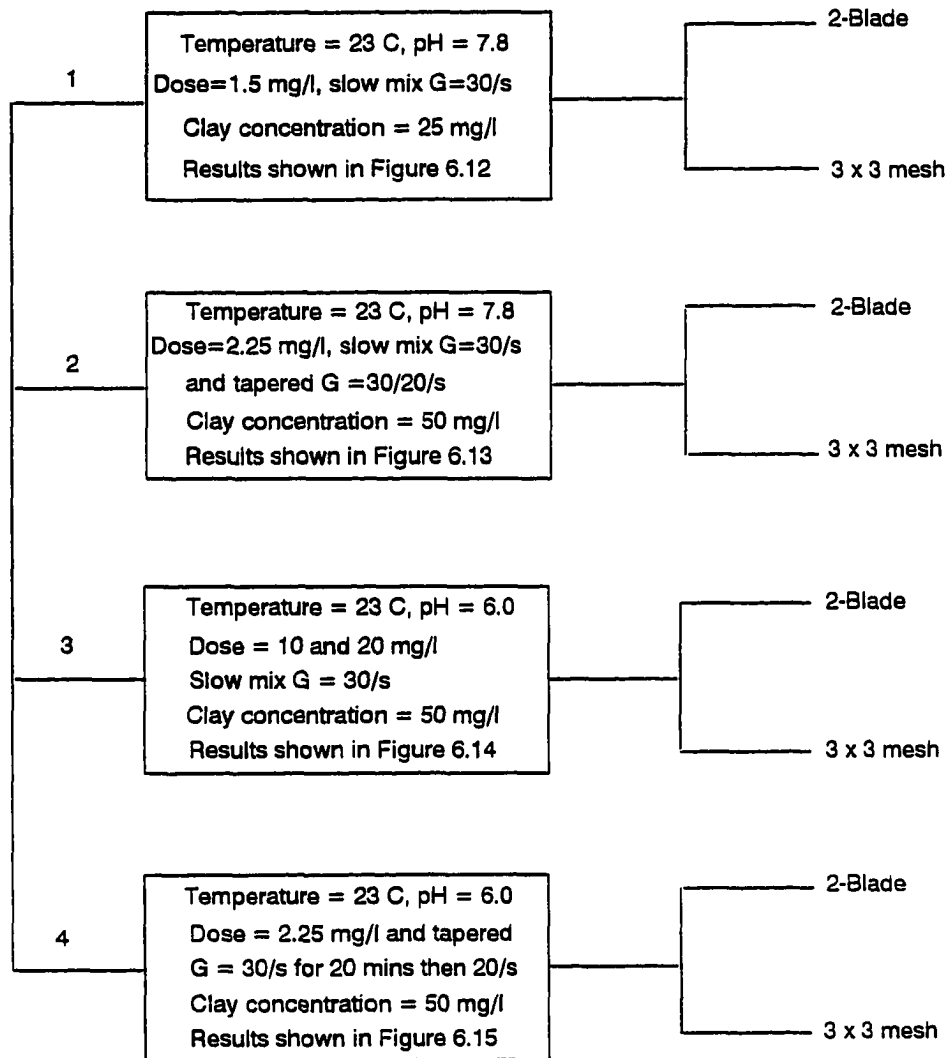 2-Blade
Temperature = 23 C, pH = 7.8
1
Dose=1.5 mg/l, slow mix G=30/s
Clay concentration = 25 mg/l
Results shown in Figure 6.12
3 x 3 mesh
2-Blade
Temperature = 23 C, pH = 7.8
2
Dose=2.25 mg/l, slow mix G=30/s
and tapered G =30/20/s
Clay concentration = 50 mg/l
Results shown in Figure 6.13
3 x 3 mesh
2-Blade
Temperature = 23 C, pH = 6.0
3
Dose = 10 and 20 mg/l
Slow mix G = 30/s
Clay concentration = 50 mg/l
Results shown in Figure 6.14
3 x 3 mesh
2-Blade
Temperature = 23 C, pH = 6.0
4
Dose = 2.25 mg/l and tapered
G = 30/s for 20 mins then 20/s
Clay concentration = 50 mg/l
Results shown in Figure 6.15
3 x 3 mesh